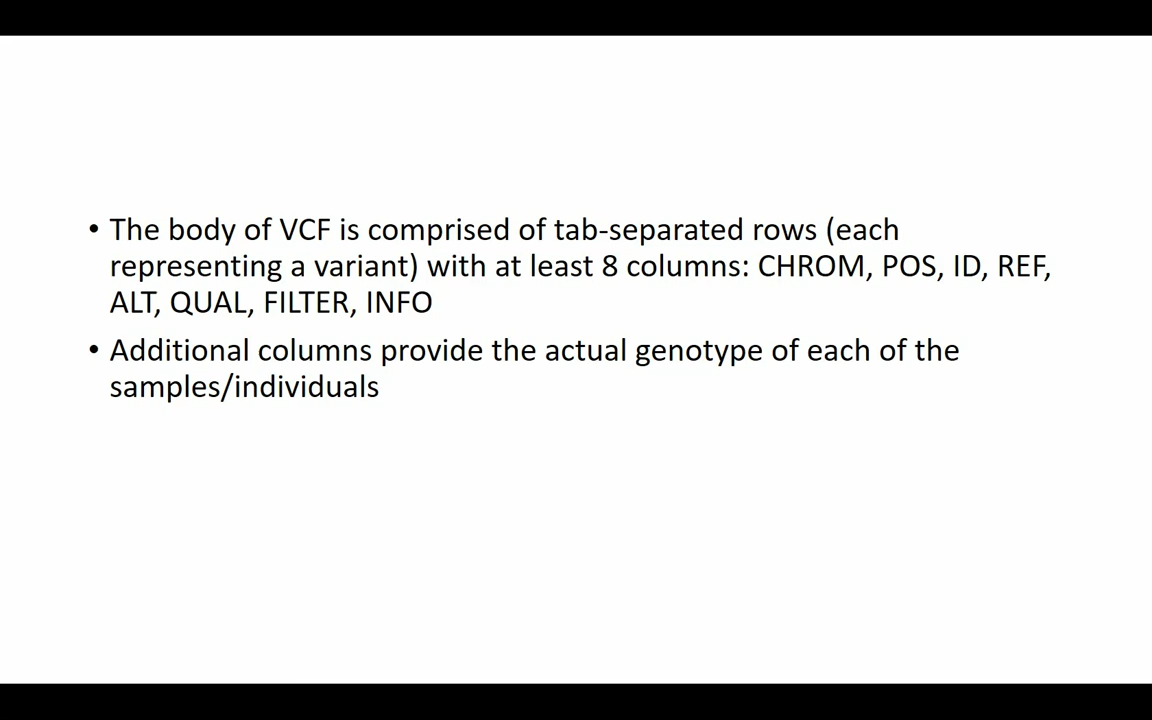 • The body of VCF is comprised of tab-separated rows (each
representing a variant) with at least 8 columns: CHROM, POS, ID, REF,
ALT, QUAL, FILTER, INFO
• Additional columns provide the actual genotype of each of the
samples/individuals